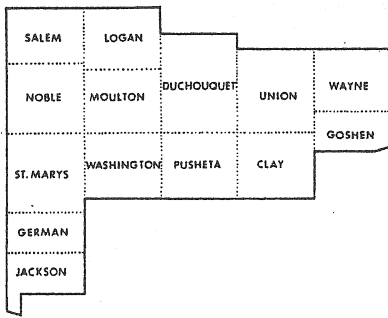 SALEM
LOGAN
DUCHOUQUET
WAYNE
NOBLE
MOULTON
UNION
GOSHEN
ST. MARYS
WASHINGTON
PUSHETA
CLAY
GERMAN
JACKSON